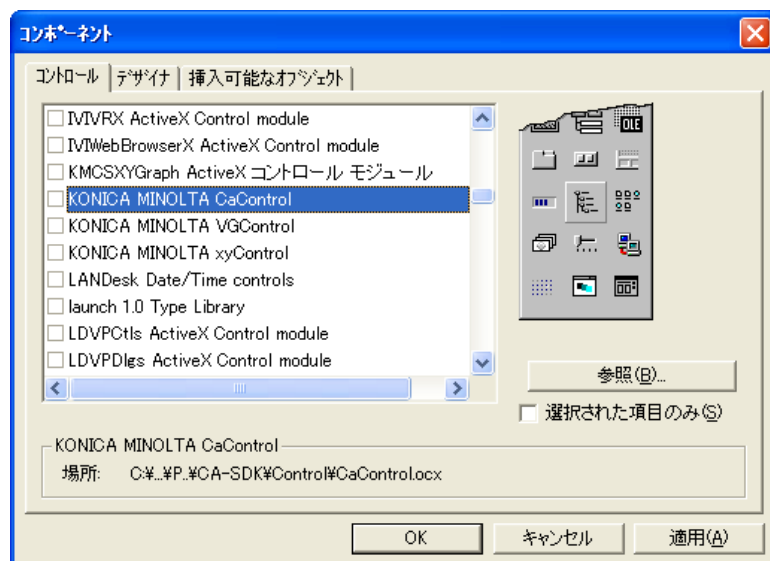 コンポーネント
コントロール デザイナ 挿入可能なオブジェクト
IVIVRX ActiveX Control module
IVIWebBrowserX ActiveX Control module
KMCSXYGraph ActiveX コントロール モジュール
KONICA MINOLTA CaControl
KONICA MINOLTA VGControl
KONICA MINOLTA xyControl
LANDesk Date/Time controls
launch 1.0 Type Library
LDVPCtls ActiveX Control module
LDVPDlgs ActiveX Control module
OLE
参照(B)...
選択された項目のみ(S)
KONICA MINOLTA CaControl
場所: C:¥...¥P..¥CA-SDK¥Control¥CaControl.ocx
OK キャンセル 適用(A)